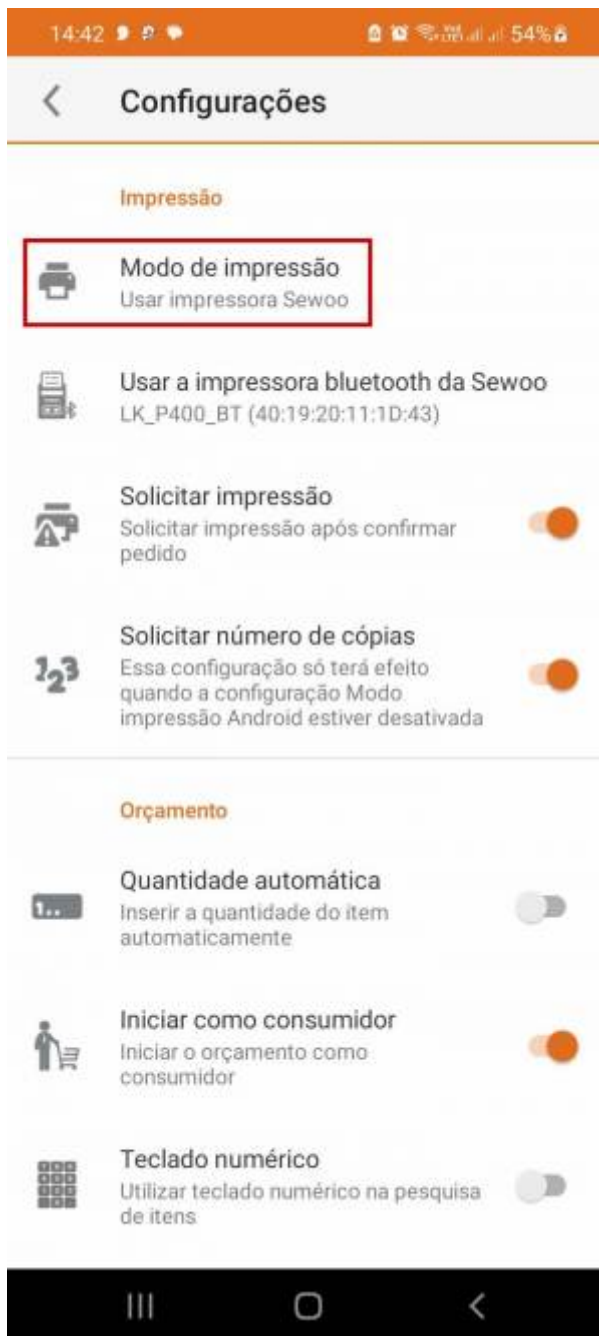 14:42 54%
Configurações
Impressão
Modo de impressão
Usar impressora Sewoo
Usar a impressora bluetooth da Sewoo
LK_P400_BT (40:19:20:11:1D:43)
Solicitar impressão
Solicitar impressão após confirmar
pedido
123
Solicitar número de cópias
Essa configuração só terá efeito
quando a configuração Modo
impressão Android estiver desativada
Orçamento
1..
Quantidade automática
Inserir a quantidade do item
automaticamente
Iniciar como consumidor
Iniciar o orçamento como
consumidor
Teclado numérico
Utilizar teclado numérico na pesquisa
de itens